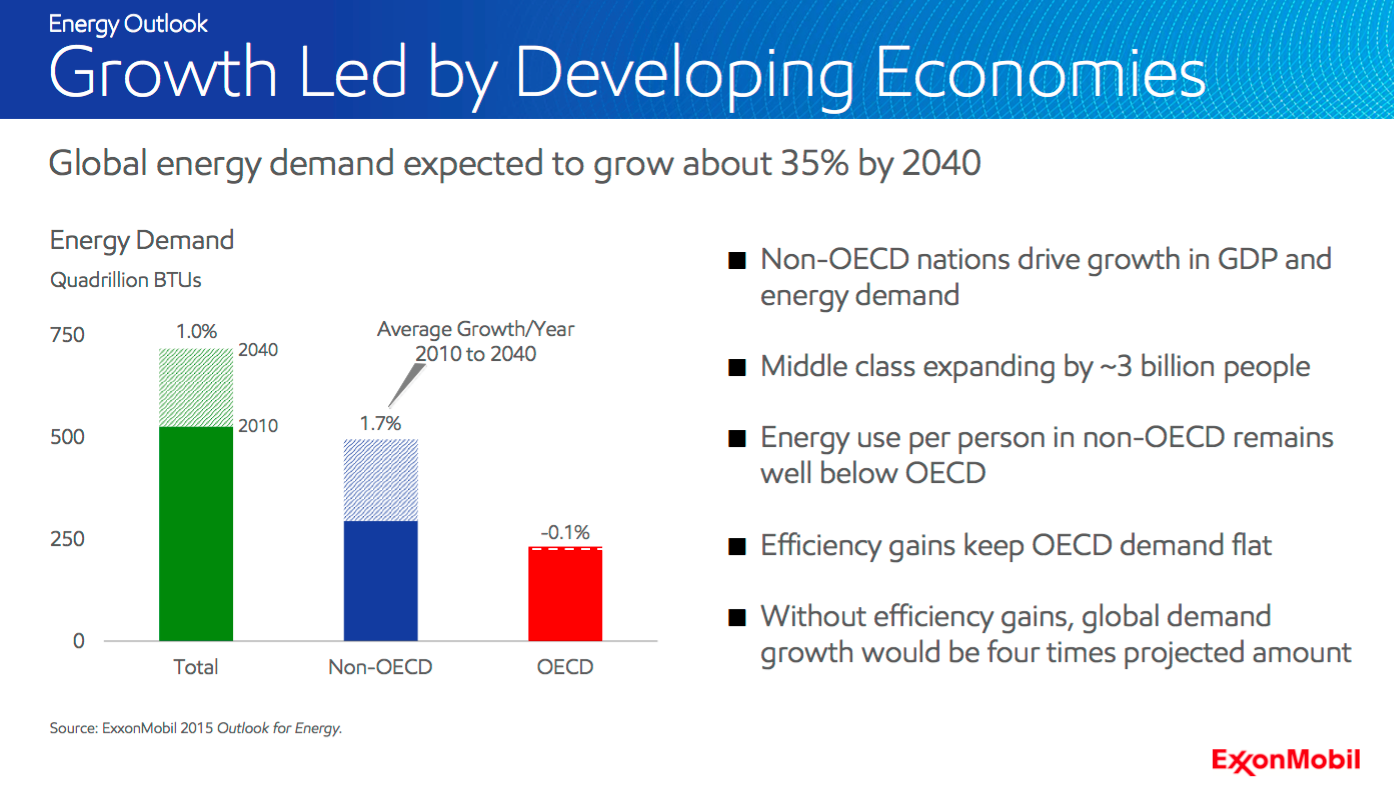 Energy Outlook
Growth Led by Developing Economies
Global energy demand expected to grow about 35% by 2040
Energy Demand
Quadrillion BTUs
750
500
250
0
1.0%
2040
2010
Average Growth/Year
2010 to 2040
1.7%
-0.1%
Total
Non-OECD
OECD
■ Non-OECD nations drive growth in GDP and
energy demand
■ Middle class expanding by ~3 billion people
■ Energy use per person in non-OECD remains
well below OECD
■ Efficiency gains keep OECD demand flat
■ Without efficiency gains, global demand
growth would be four times projected amount
Source: ExxonMobil 2015 Outlook for Energy.
ExxonMobil